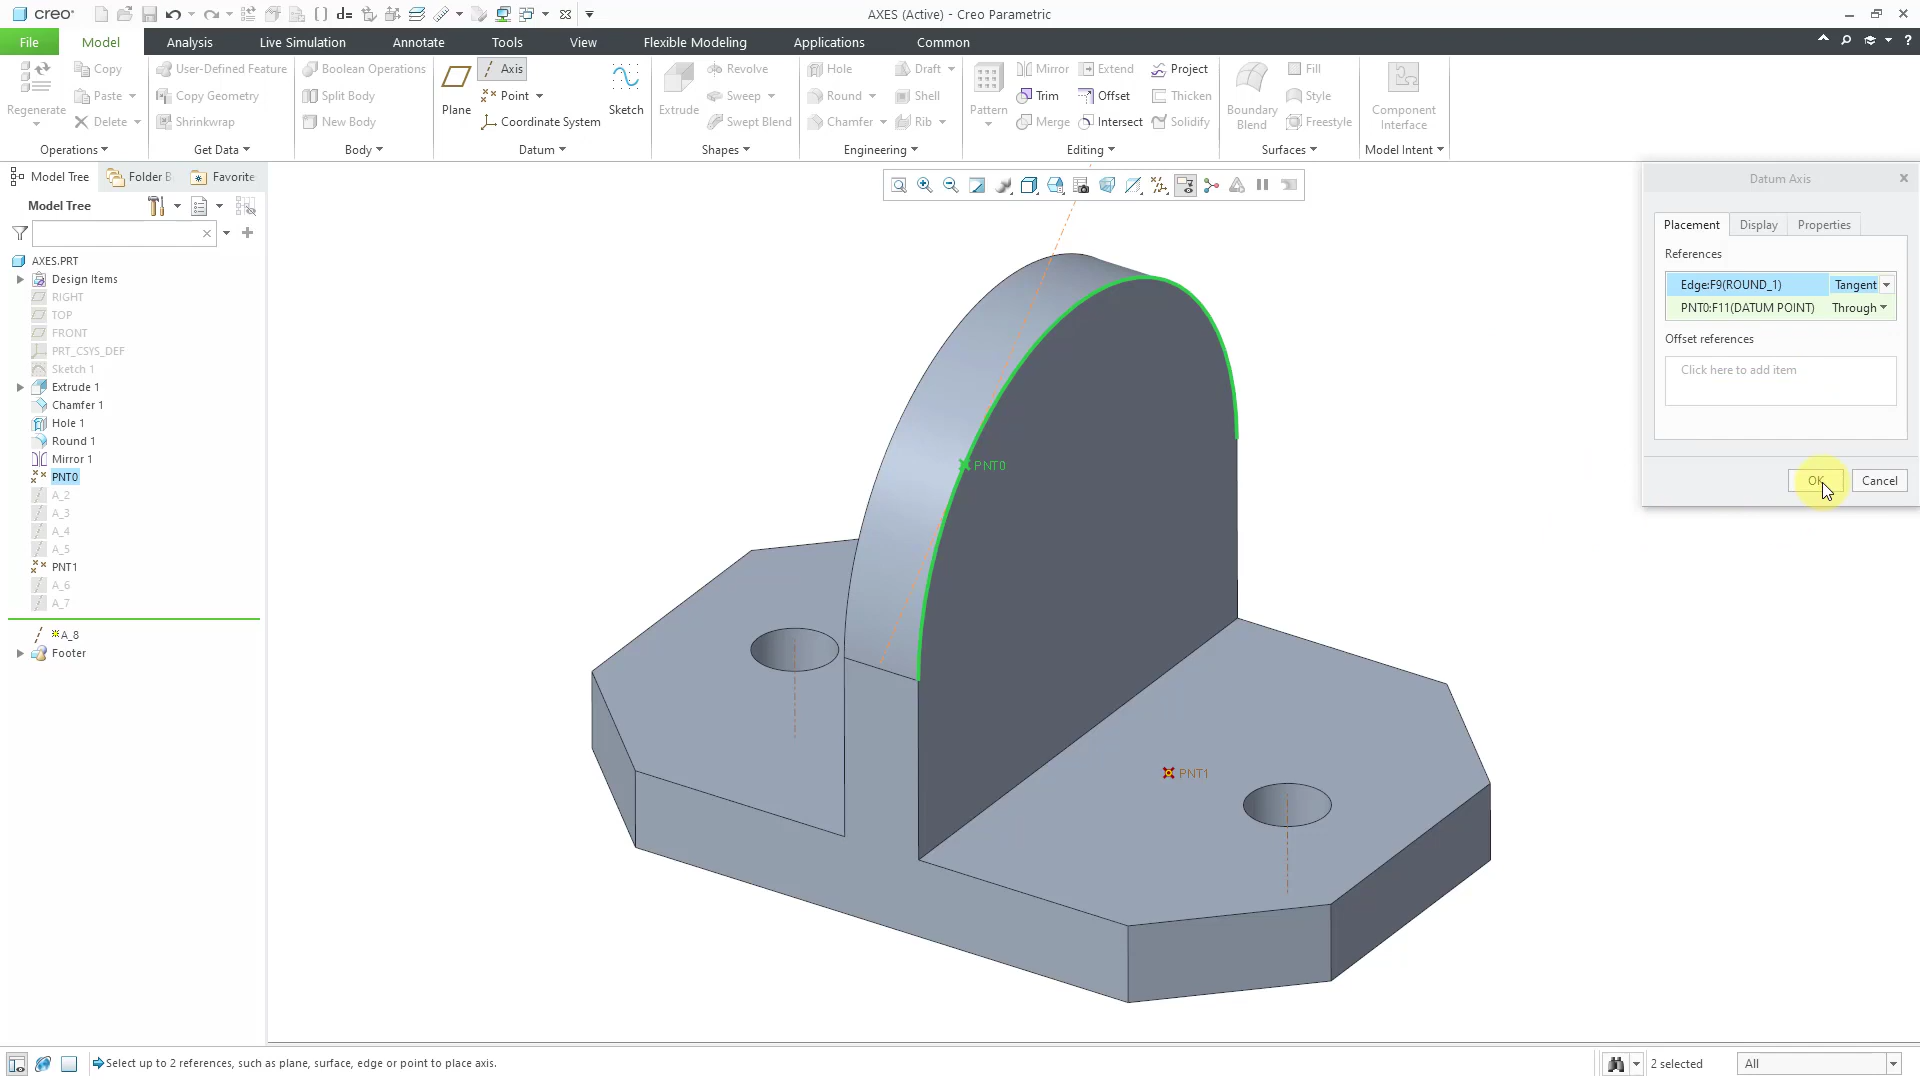 creo
AXES (Active) - Creo Parametric
File Model Analysis Live Simulation Annotate Tools View Flexible Modeling Applications Common
Regenerate
Copy
Paste
Delete
Operations
User-Defined Feature
Copy Geometry
Shrinkwrap
Get Data
Boolean Operations
Split Body
New Body
Body
Plane
Axis
Point
Coordinate System
Sketch
Datum
Extrude
Revolve
Sweep
Swept Blend
Shapes
Hole
Round
Chamfer
Draft
Shell
Rib
Engineering
Pattern
Mirror
Trim
Merge
Extend
Offset
Intersect
Project
Thicken
Solidify
Editing
Boundary
Blend
Fill
Style
Freestyle
Surfaces
Component
Interface
Model Intent
Model Tree
Folder B
Favorite
Model Tree
AXES.PRT
Design Items
RIGHT
TOP
FRONT
PRT_CSYS_DEF
Sketch 1
Extrude 1
Chamfer 1
Hole 1
Round 1
Mirror 1
PNT0
A_2
A_3
A_4
A_5
PNT1
A_6
A_7
A_8
Footer
PNT0
PNT1
Datum Axis
Placement Display Properties
References
Edge:F9(ROUND_1) Tangent
PNT0:F11(DATUM POINT) Through
Offset references
Click here to add item
OK Cancel
Select up to 2 references, such as plane, surface, edge or point to place axis.
2 selected
All